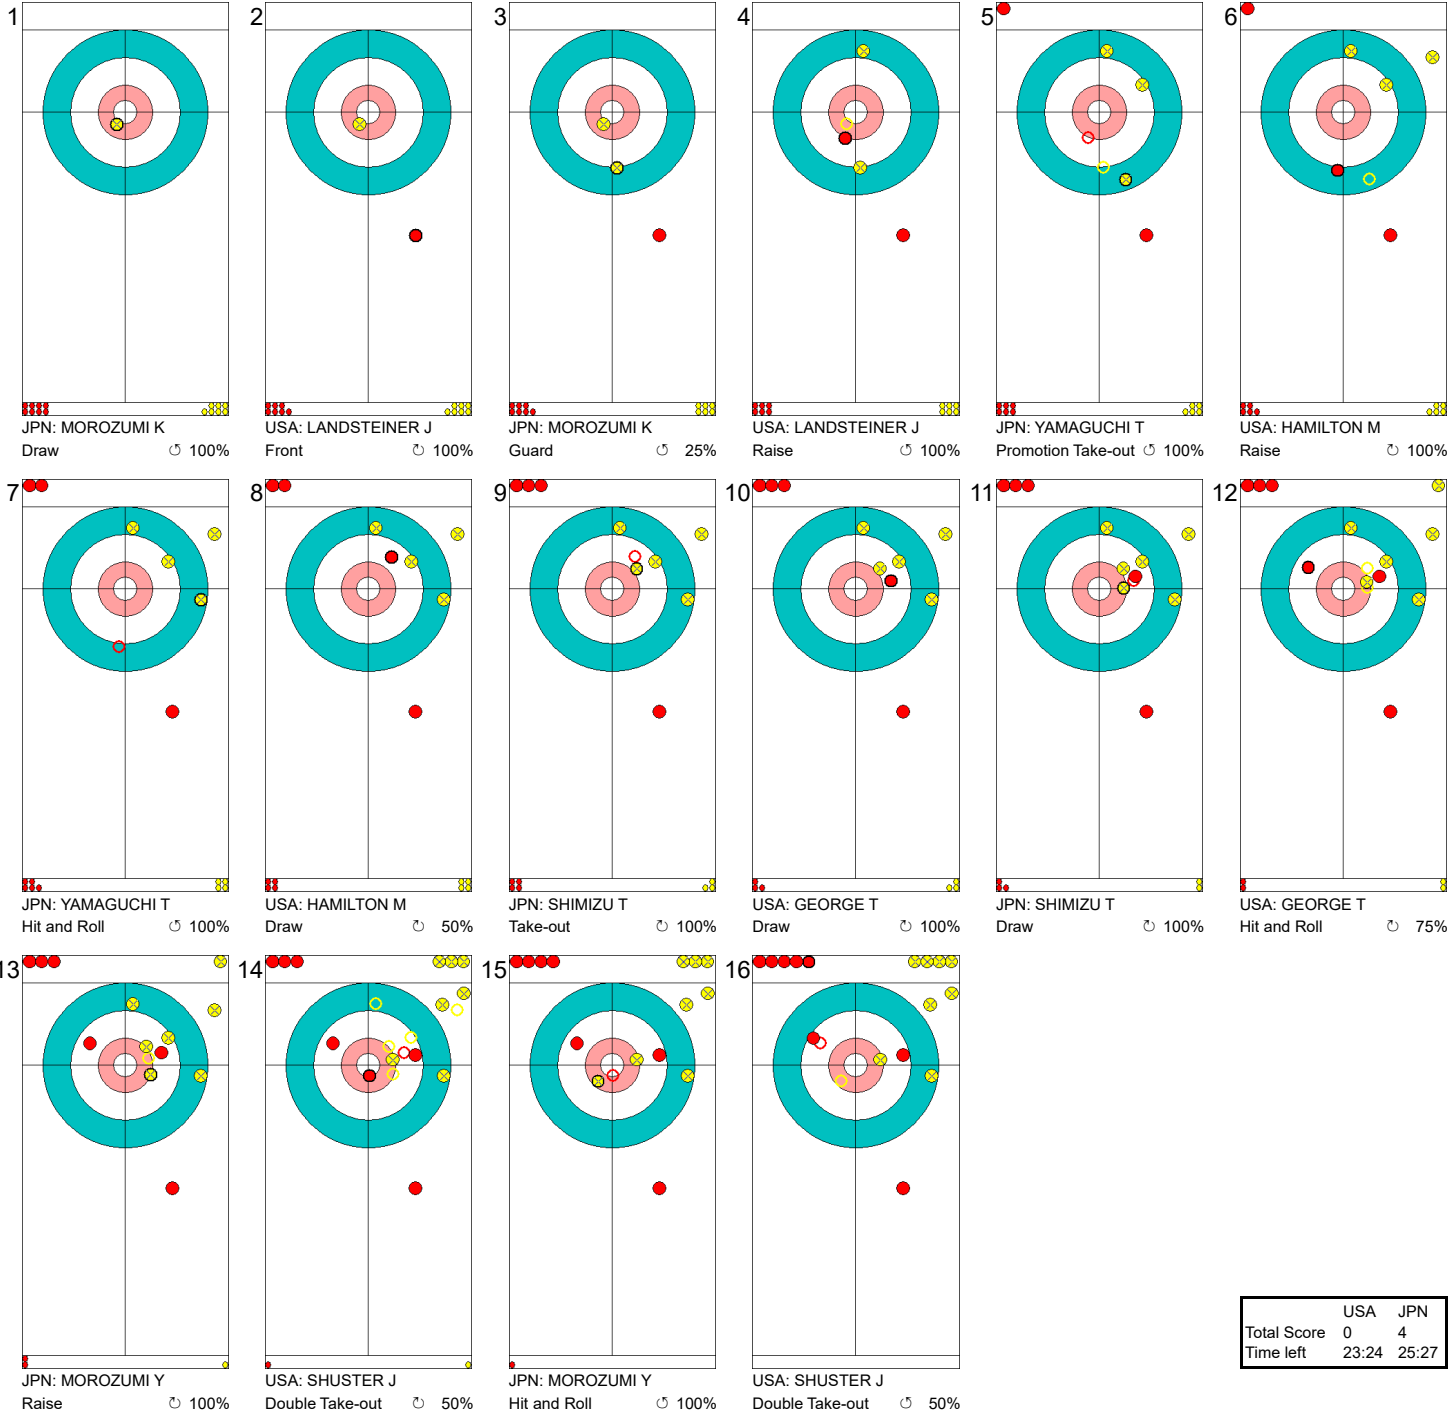 1 2 3 4 5 6
JPN: MOROZUMI K USA: LANDSTEINER J JPN: MOROZUMI K USA: LANDSTEINER J JPN: YAMAGUCHI T USA: HAMILTON M
Draw ↺ 100% Front ↻ 100% Guard ↺ 25% Raise ↺ 100% Promotion Take-out ↺ 100% Raise ↻ 100%
7 8 9 10 11 12
JPN: YAMAGUCHI T USA: HAMILTON M JPN: SHIMIZU T USA: GEORGE T JPN: SHIMIZU T USA: GEORGE T
Hit and Roll ↺ 100% Draw ↻ 50% Take-out ↻ 100% Draw ↻ 100% Draw ↻ 100% Hit and Roll ↻ 75%
13 14 15 16
JPN: MOROZUMI Y USA: SHUSTER J JPN: MOROZUMI Y USA: SHUSTER J
Raise ↻ 100% Double Take-out ↻ 50% Hit and Roll ↻ 100% Double Take-out ↺ 50%
USA JPN
Total Score 0 4
Time left 23:24 25:27